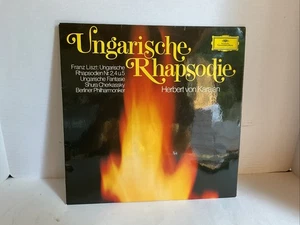 Ungarische
Rhapsodie
Franz Liszt: Ungarische
Rhapsodien Nr. 2, 4 u. 5
Ungarische Fantasie
Shura Cherkassky
Berliner Philharmoniker
Herbert von Karajan